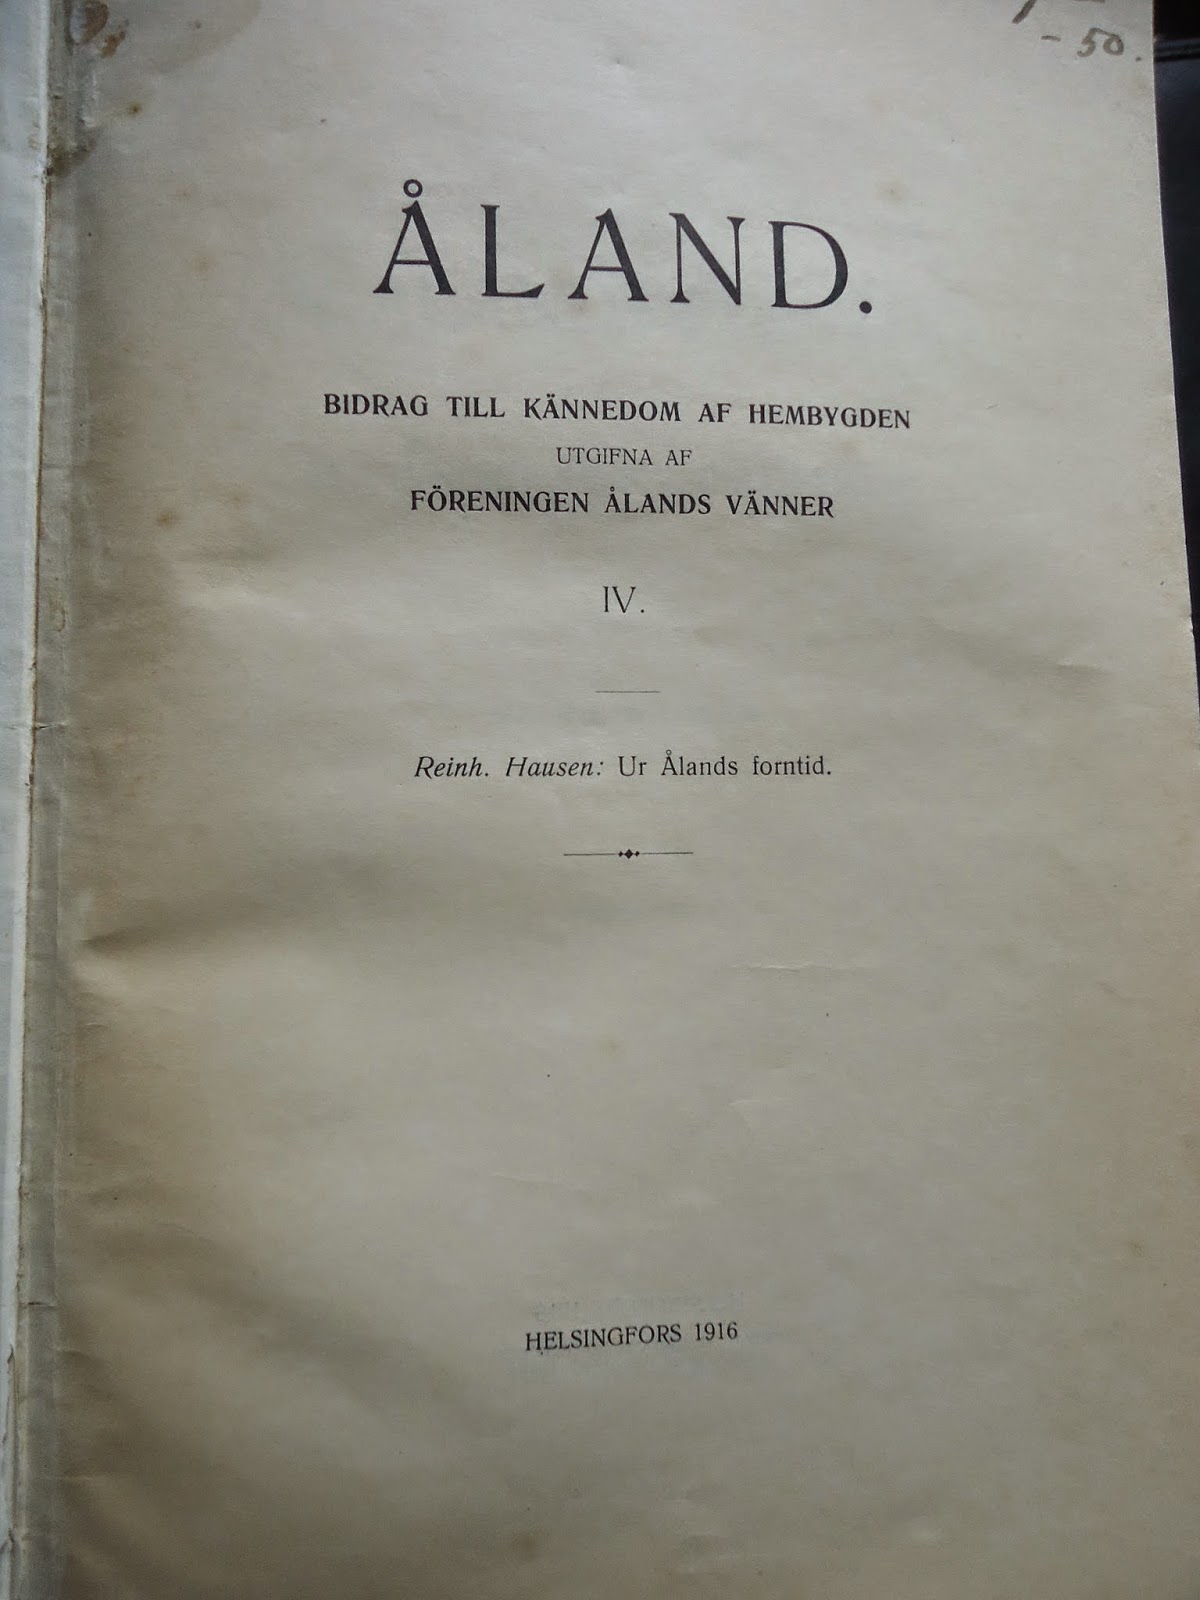 - 50.
ÅLAND.
BIDRAG TILL KÄNNEDOM AF HEMBYGDEN
UTGIFNA AF
FÖRENINGEN ÅLANDS VÄNNER
IV.
Reinh. Hausen: Ur Ålands forntid.
HELSINGFORS 1916